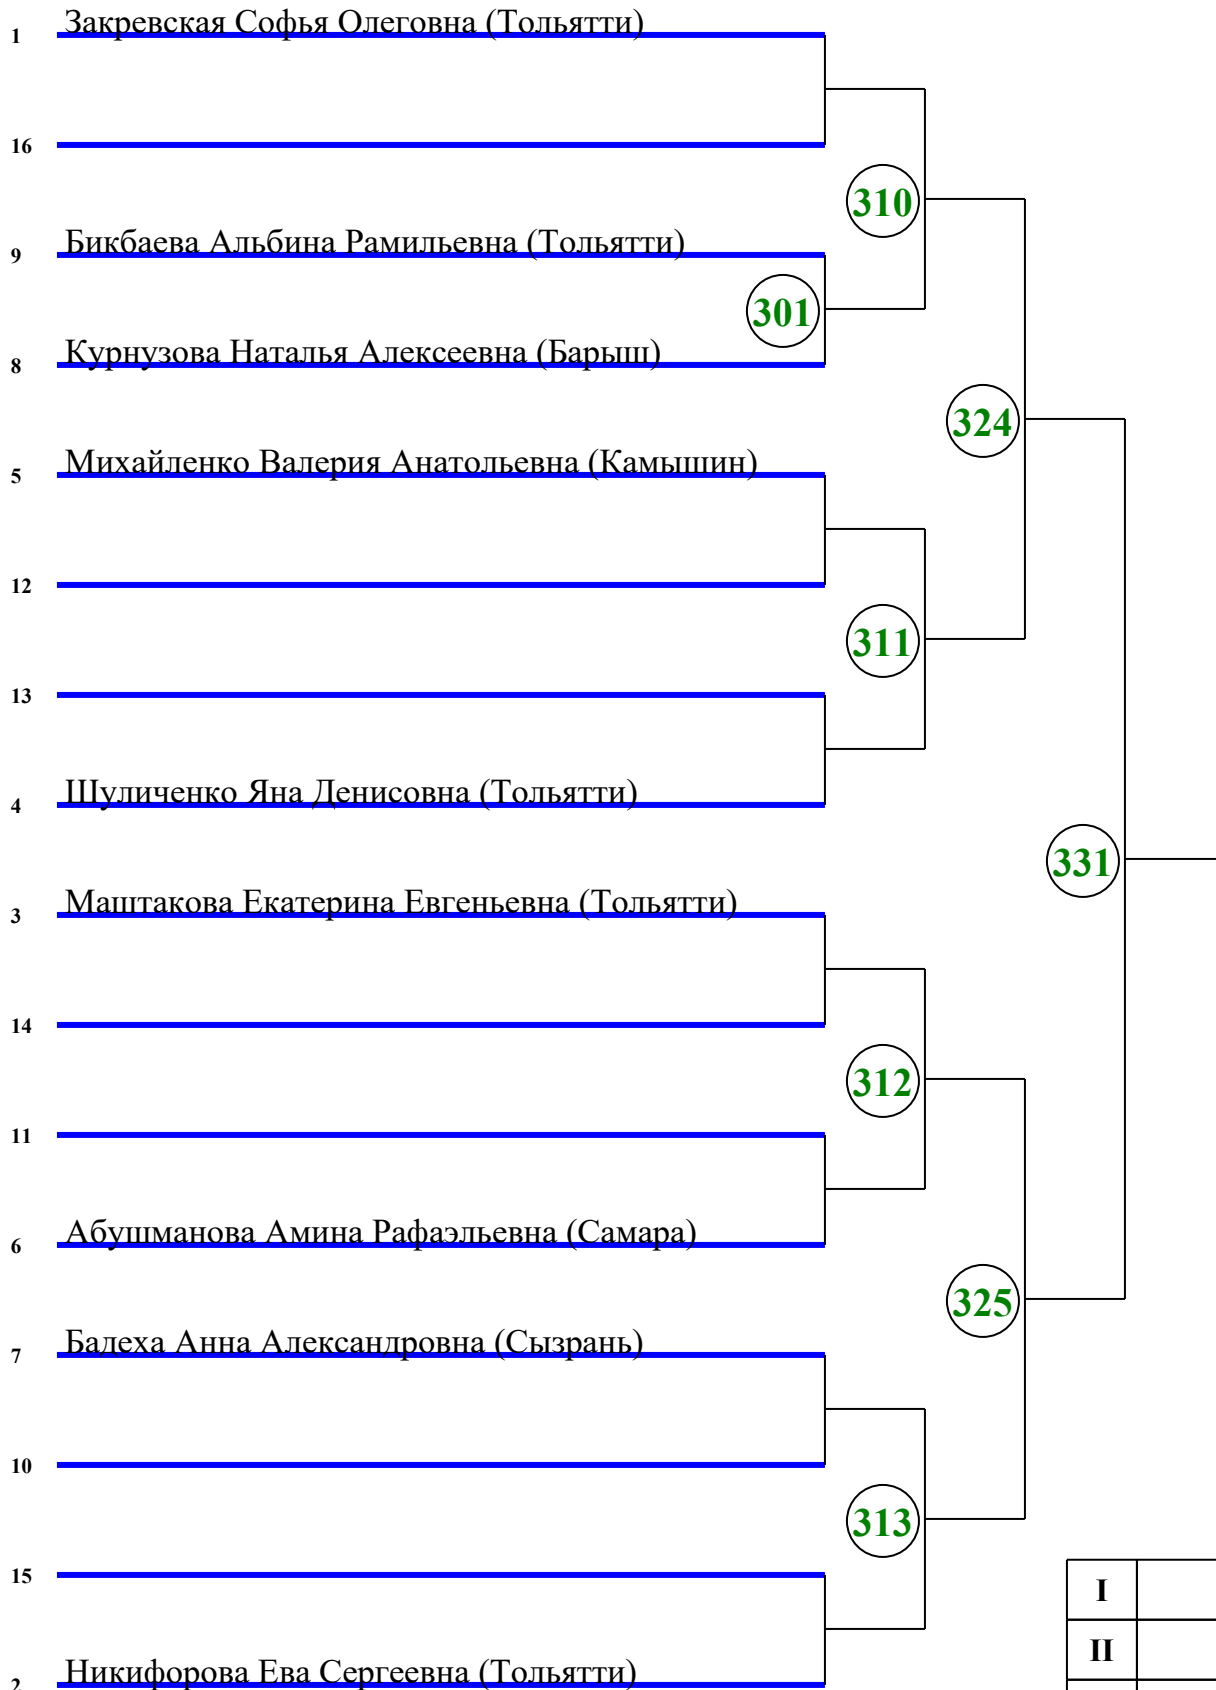 1 Закревская Софья Олеговна (Тольятти)
16
310
9 Бикбаева Альбина Рамильевна (Тольятти)
301
8 Курнузова Наталья Алексеевна (Барыш)
324
5 Михайленко Валерия Анатольевна (Камышин)
12
311
13
4 Шуличенко Яна Денисовна (Тольятти)
331
3 Маштакова Екатерина Евгеньевна (Тольятти)
14
312
11
6 Абушманова Амина Рафаэльевна (Самара)
325
7 Бадеха Анна Александровна (Сызрань)
10
313
15
I
II
2 Никифорова Ева Сергеевна (Тольятти)